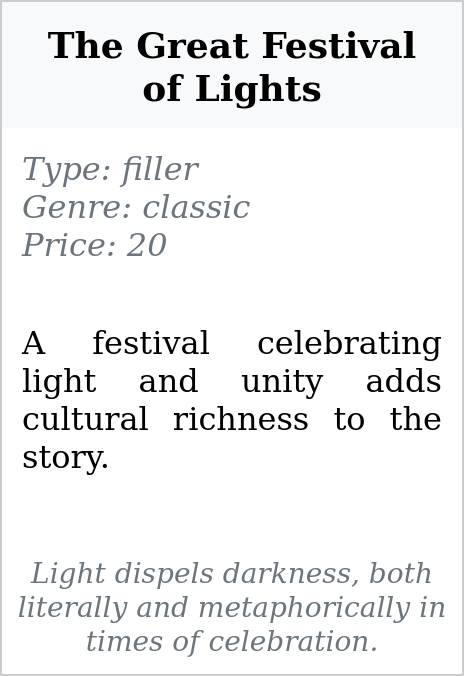 The Great Festival
of Lights
Type: filler
Genre: classic
Price: 20
A festival celebrating
light and unity adds
cultural richness to the
story.
Light dispels darkness, both
literally and metaphorically in
times of celebration.